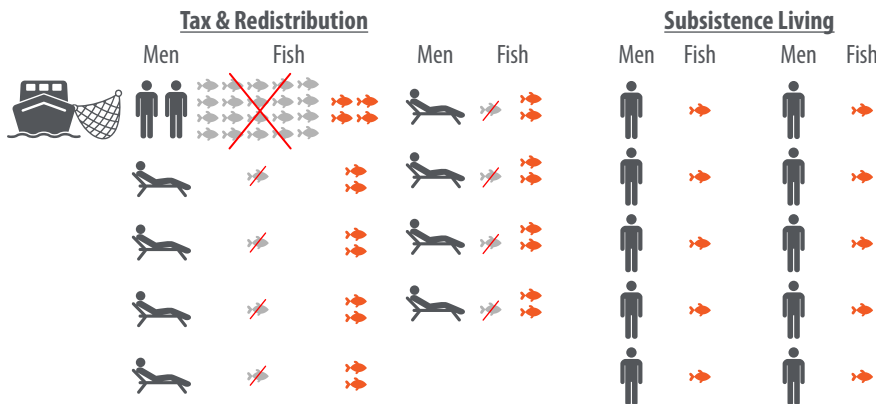 Tax & Redistribution
Subsistence Living
Men Fish Men Fish Men Fish Men Fish